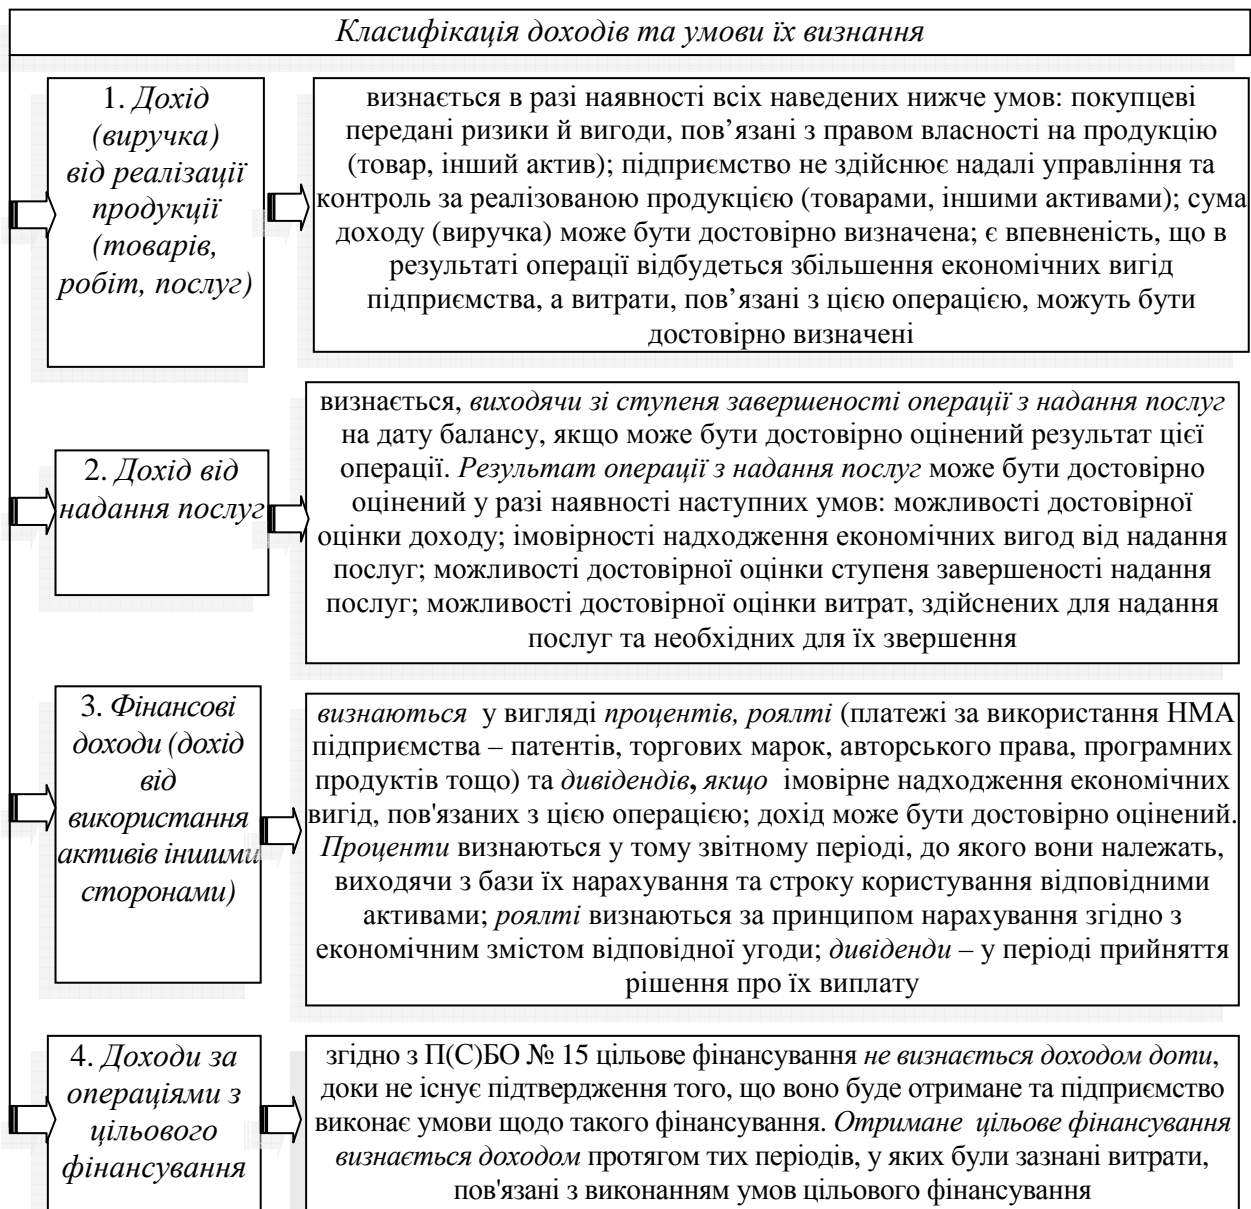 Класифікація доходів та умови їх визнання
1. Дохід
(виручка)
від реалізації
продукції
(товарів,
робіт, послуг)
визнається в разі наявності всіх наведених нижче умов: покупцеві
передані ризики й вигоди, пов’язані з правом власності на продукцію
(товар, інший актив); підприємство не здійснює надалі управління та
контроль за реалізованою продукцією (товарами, іншими активами); сума
доходу (виручка) може бути достовірно визначена; є впевненість, що в
результаті операції відбудеться збільшення економічних вигід
підприємства, а витрати, пов’язані з цією операцією, можуть бути
достовірно визначені
2. Дохід від
надання послуг
визнається, виходячи зі ступеня завершеності операції з надання послуг
на дату балансу, якщо може бути достовірно оцінений результат цієї
операції. Результат операції з надання послуг може бути достовірно
оцінений у разі наявності наступних умов: можливості достовірної
оцінки доходу; імовірності надходження економічних вигод від надання
послуг; можливості достовірної оцінки ступеня завершеності надання
послуг; можливості достовірної оцінки витрат, здійснених для надання
послуг та необхідних для їх звершення
3. Фінансові
доходи (дохід
від
використання
активів іншими
сторонами)
визнаються у вигляді процентів, роялті (платежі за використання НМА
підприємства – патентів, торгових марок, авторського права, програмних
продуктів тощо) та дивідендів, якщо імовірне надходження економічних
вигід, пов'язаних з цією операцією; дохід може бути достовірно оцінений.
Проценти визнаються у тому звітному періоді, до якого вони належать,
виходячи з бази їх нарахування та строку користування відповідними
активами; роялті визнаються за принципом нарахування згідно з
економічним змістом відповідної угоди; дивіденди – у періоді прийняття
рішення про їх виплату
4. Доходи за
операціями з
цільового
фінансування
згідно з П(С)БО № 15 цільове фінансування не визнається доходом доти,
доки не існує підтвердження того, що воно буде отримане та підприємство
виконає умови щодо такого фінансування. Отримане цільове фінансування
визнається доходом протягом тих періодів, у яких були зазнані витрати,
пов'язані з виконанням умов цільового фінансування